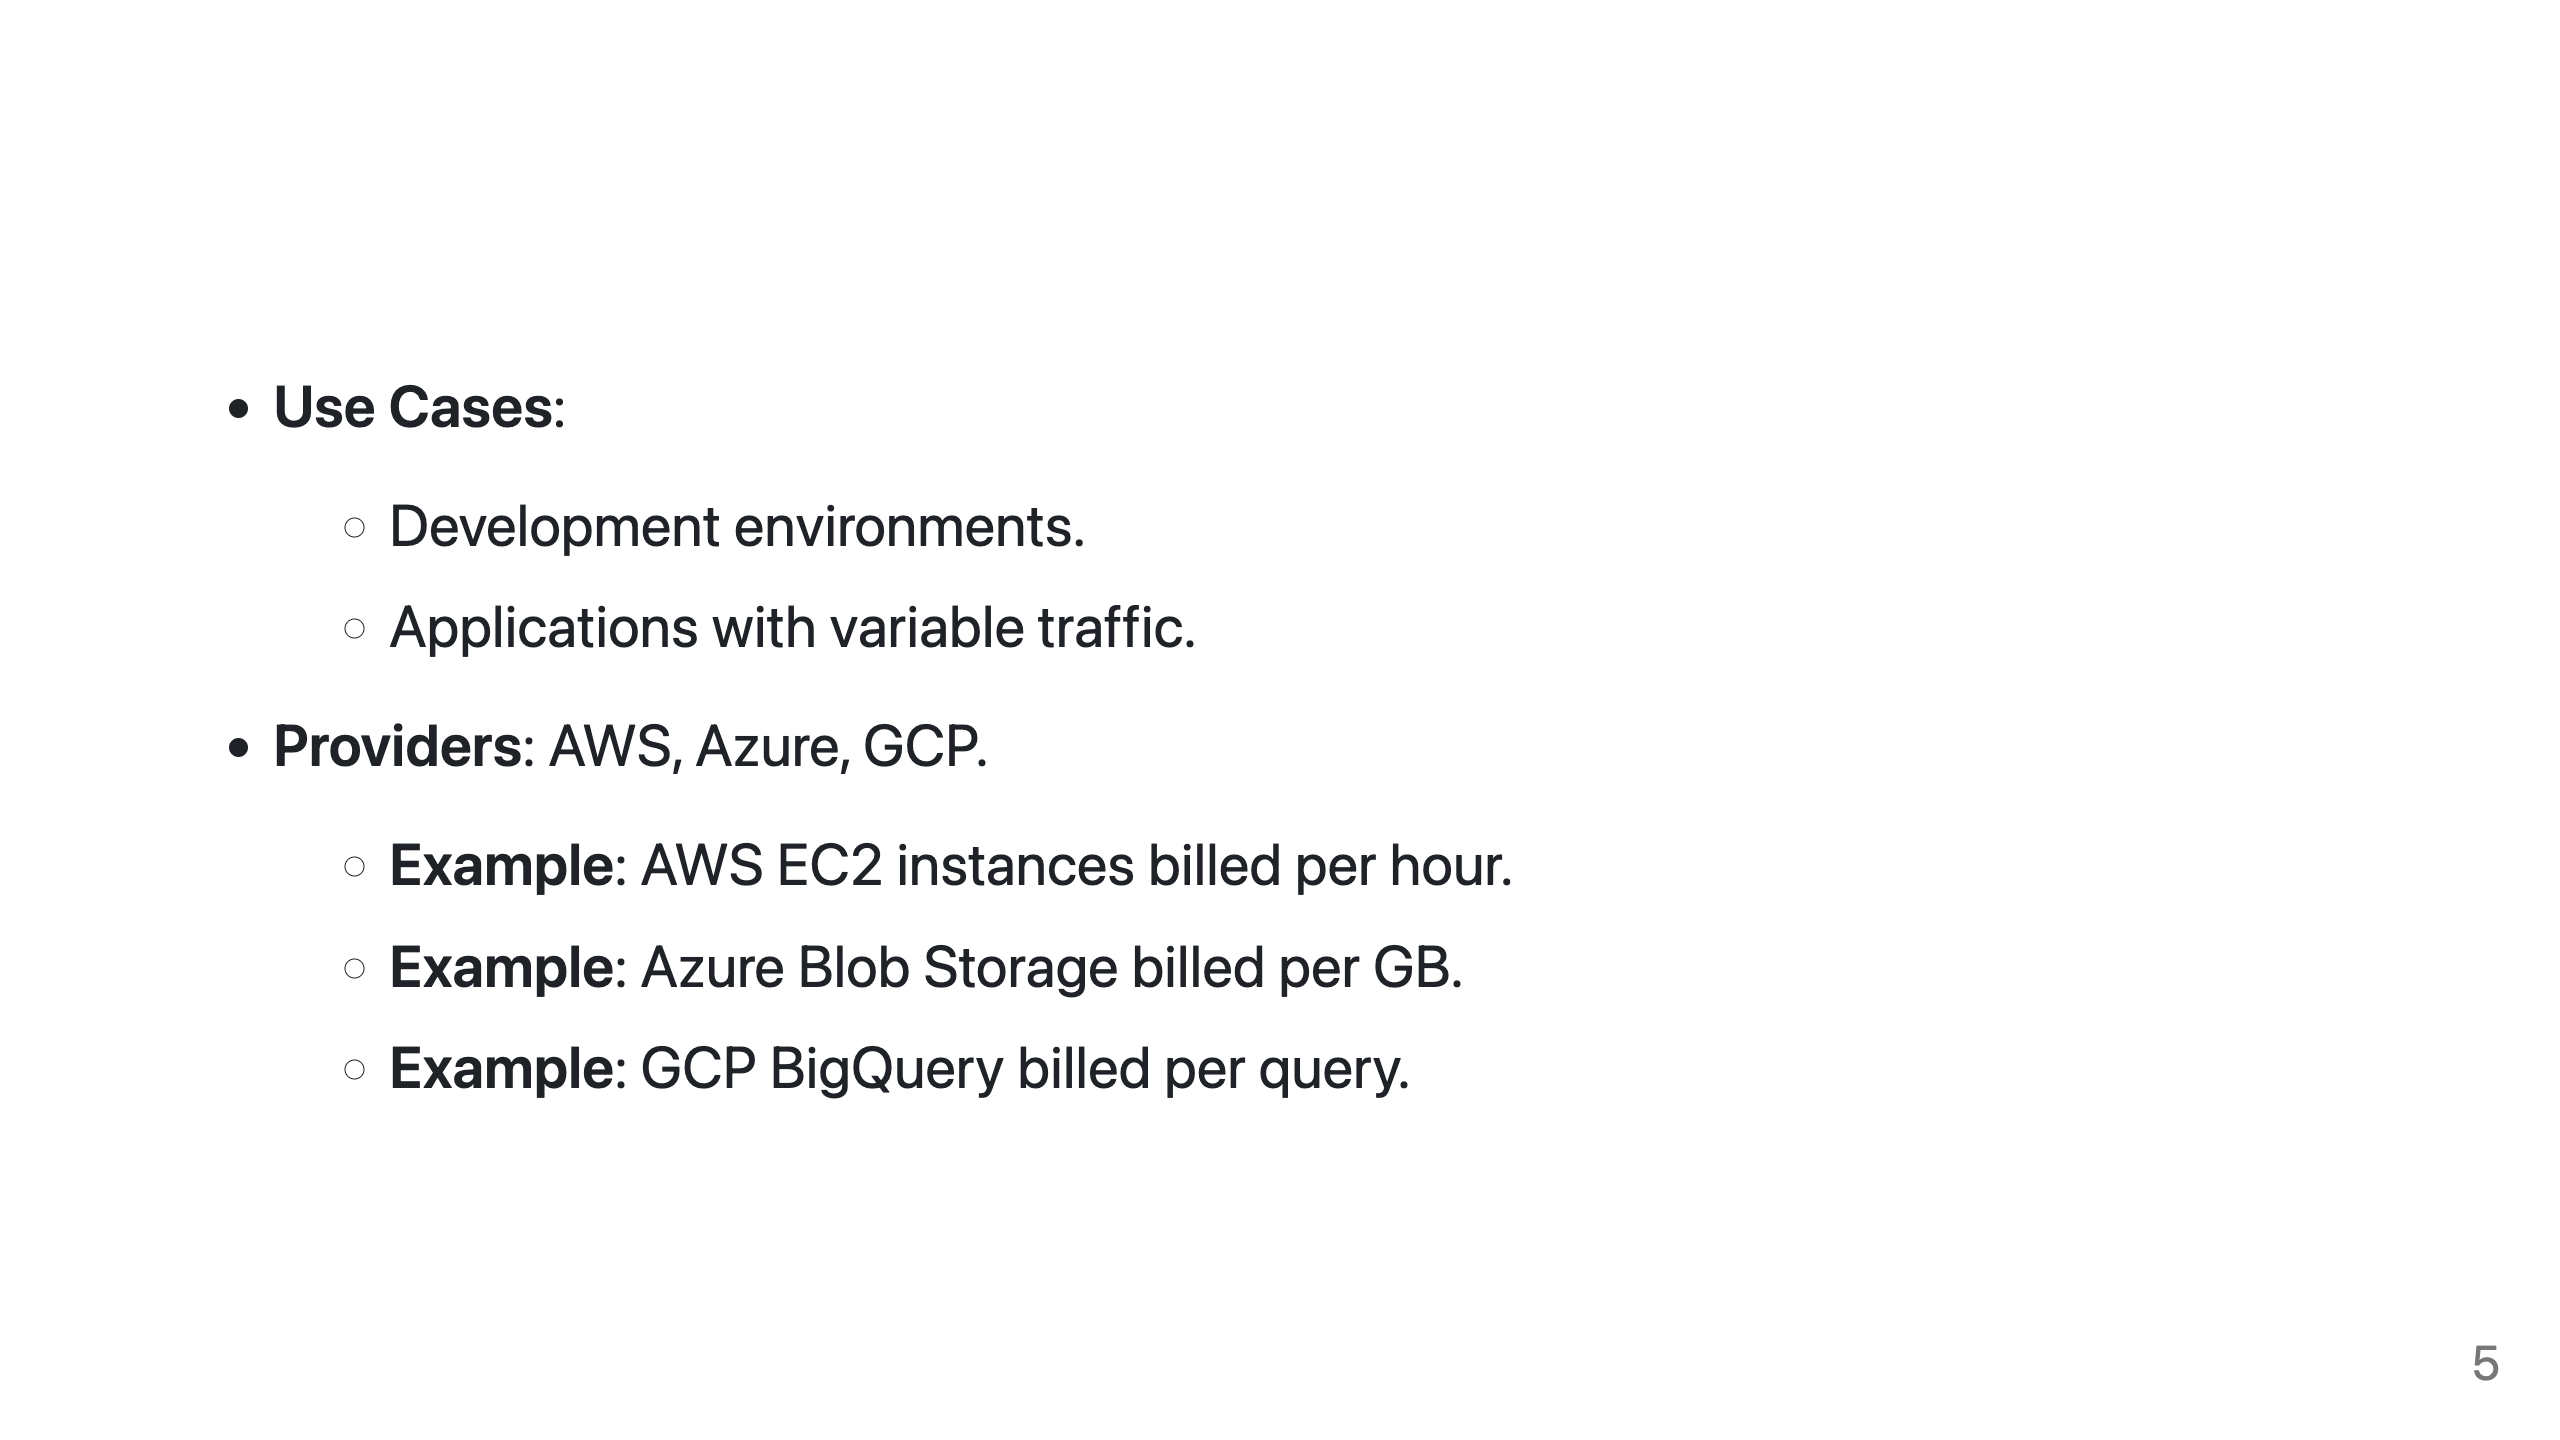 • Use Cases:
○ Development environments.
○ Applications with variable traffic.
• Providers: AWS, Azure, GCP.
○ Example: AWS EC2 instances billed per hour.
○ Example: Azure Blob Storage billed per GB.
○ Example: GCP BigQuery billed per query.
5